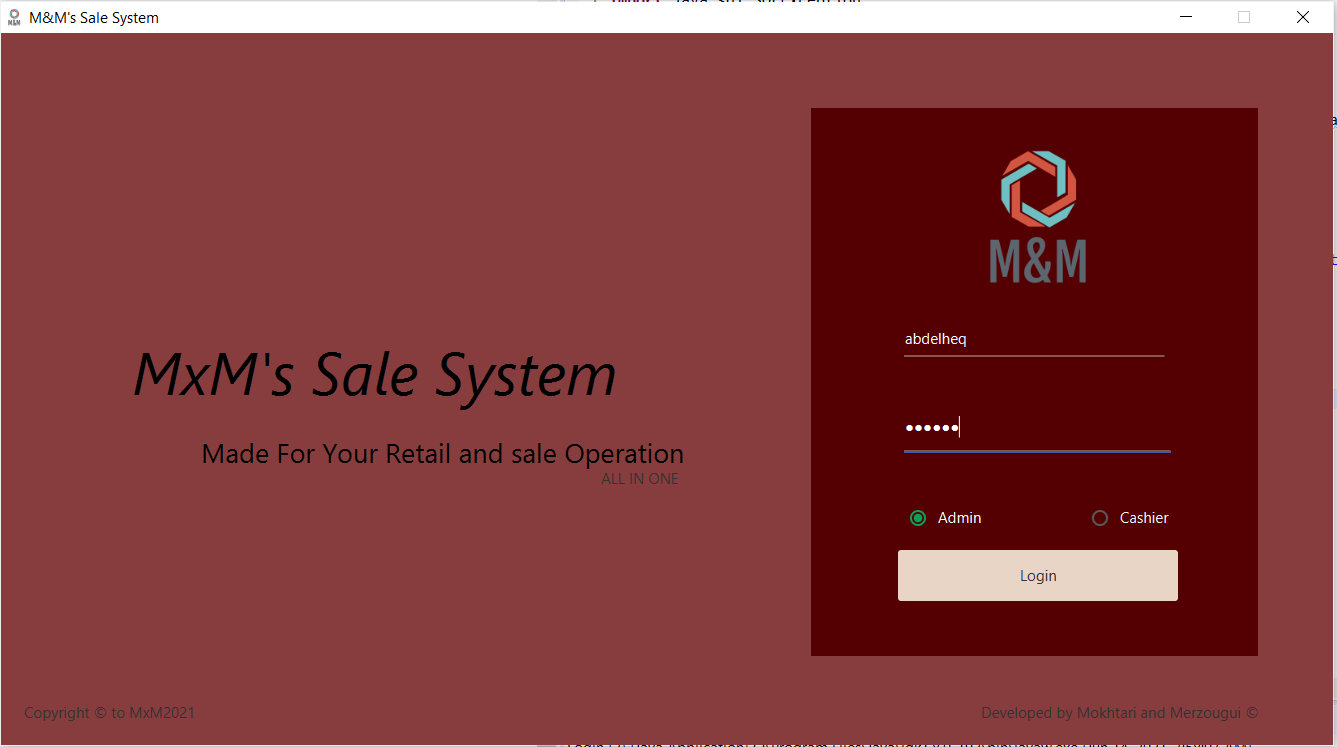 M&M's Sale System
M&M
M&M
abdelheq
MxM's Sale System
••••••
Made For Your Retail and sale Operation
ALL IN ONE
Admin
Cashier
Login
Copyright © to MxM2021
Developed by Mokhtari and Merzougui ©